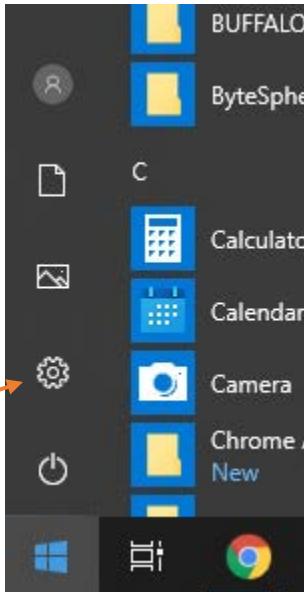 BUFFALO
ByteSphe
C
Calculato
Calendar
Camera
Chrome A
New